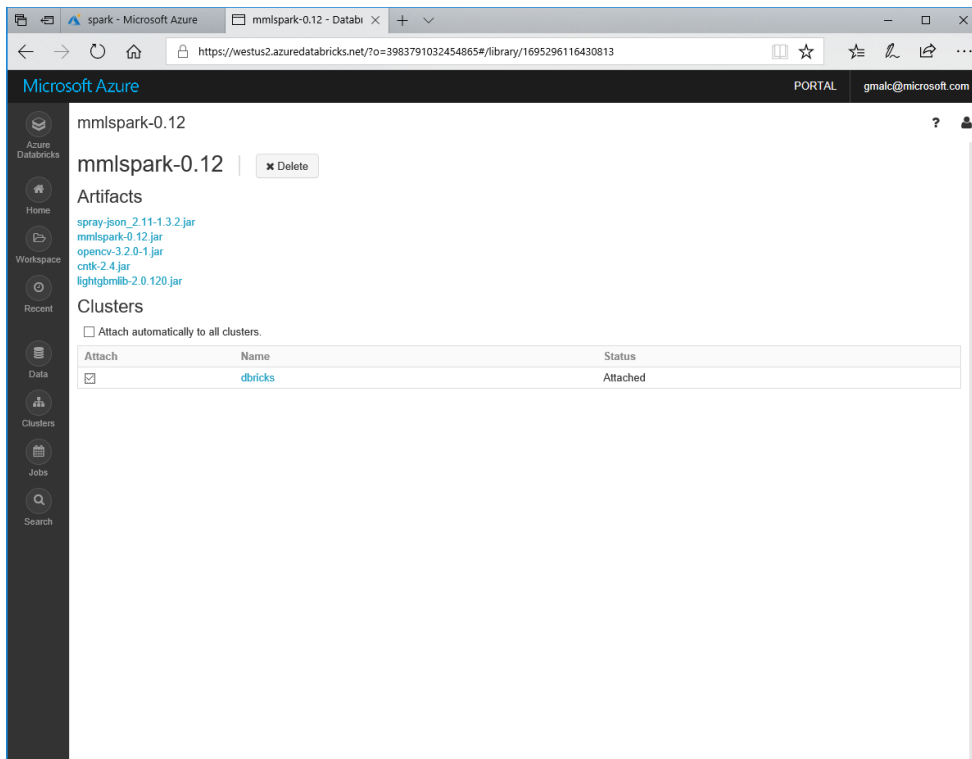 spark - Microsoft Azure
mmlspark-0.12 - Databri
https://westus2.azuredatabricks.net/?o=3983791032454865#/library/1695296116430813
Microsoft Azure
PORTAL
gmalc@microsoft.com
Azure
Databricks
Home
Workspace
Recent
Data
Clusters
Jobs
Search
mmlspark-0.12
?
mmlspark-0.12
Delete
Artifacts
spray-json_2.11-1.3.2.jar
mmlspark-0.12.jar
opencv-3.2.0-1.jar
cntk-2.4.jar
lightgbmlib-2.0.120.jar
Clusters
Attach automatically to all clusters.
Attach Name Status
dbricks Attached